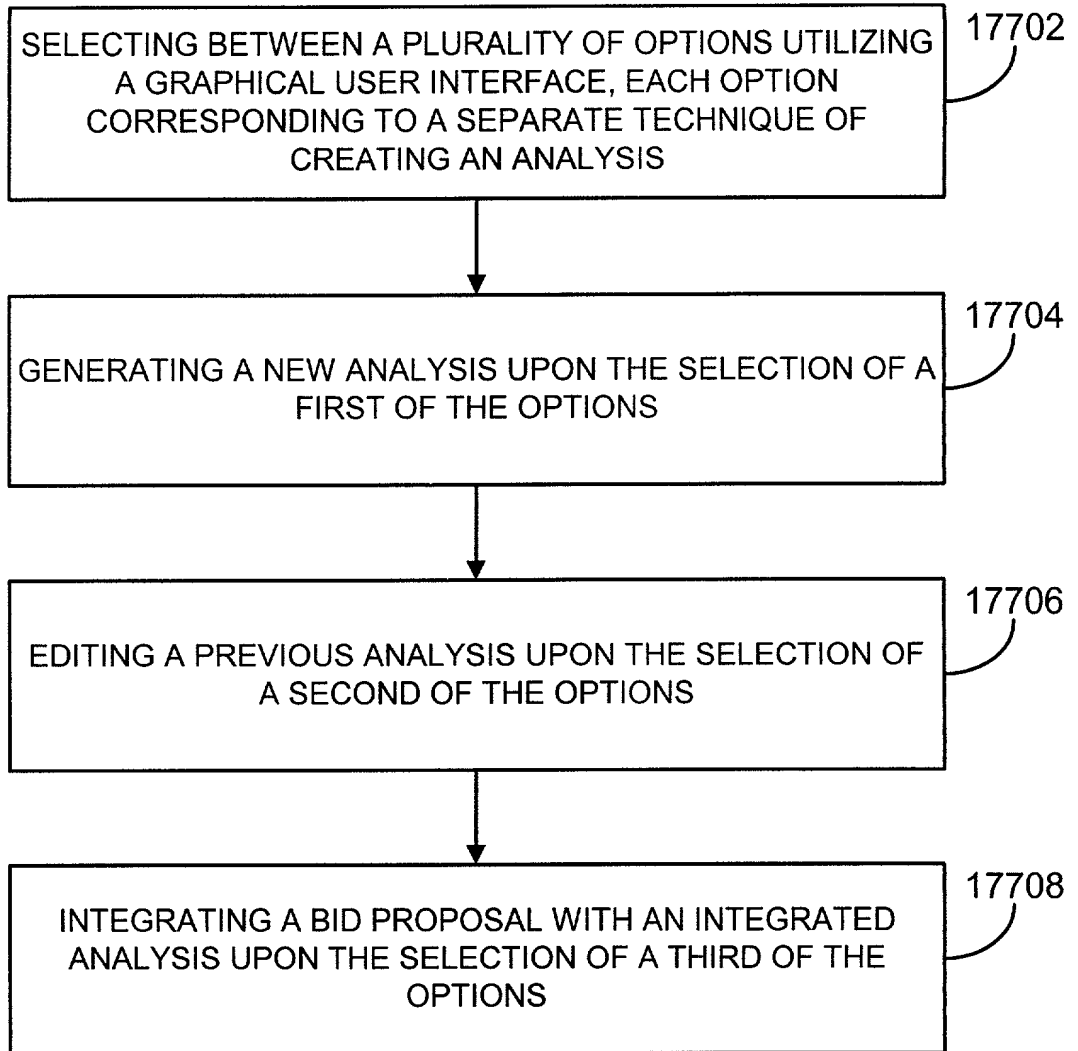 SELECTING BETWEEN A PLURALITY OF OPTIONS UTILIZING
A GRAPHICAL USER INTERFACE, EACH OPTION
CORRESPONDING TO A SEPARATE TECHNIQUE OF
CREATING AN ANALYSIS
17702
GENERATING A NEW ANALYSIS UPON THE SELECTION OF A
FIRST OF THE OPTIONS
17704
EDITING A PREVIOUS ANALYSIS UPON THE SELECTION OF
A SECOND OF THE OPTIONS
17706
INTEGRATING A BID PROPOSAL WITH AN INTEGRATED
ANALYSIS UPON THE SELECTION OF A THIRD OF THE
OPTIONS
17708